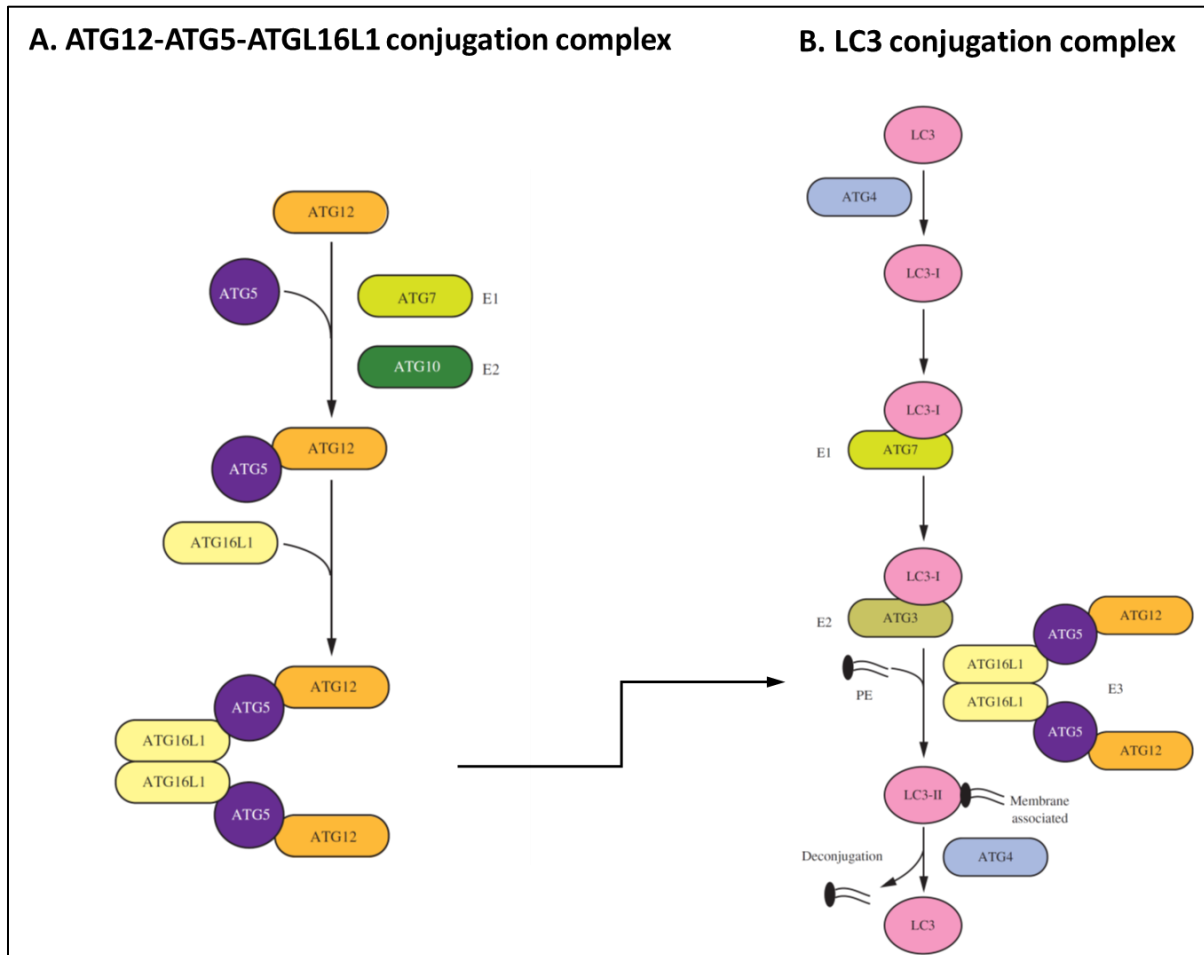 A. ATG12-ATG5-ATGL16L1 conjugation complex
ATG12
ATG5
ATG7
E1
ATG10
E2
ATG5
ATG12
ATG16L1
ATG12
ATG5
ATG16L1
ATG16L1
ATG5
ATG12
B. LC3 conjugation complex
LC3
ATG4
LC3-I
LC3-I
E1
ATG7
LC3-I
E2
ATG3
PE
ATG12
ATG5
ATG16L1
E3
ATG16L1
ATG5
ATG12
LC3-II
Membrane
associated
Deconjugation
ATG4
LC3